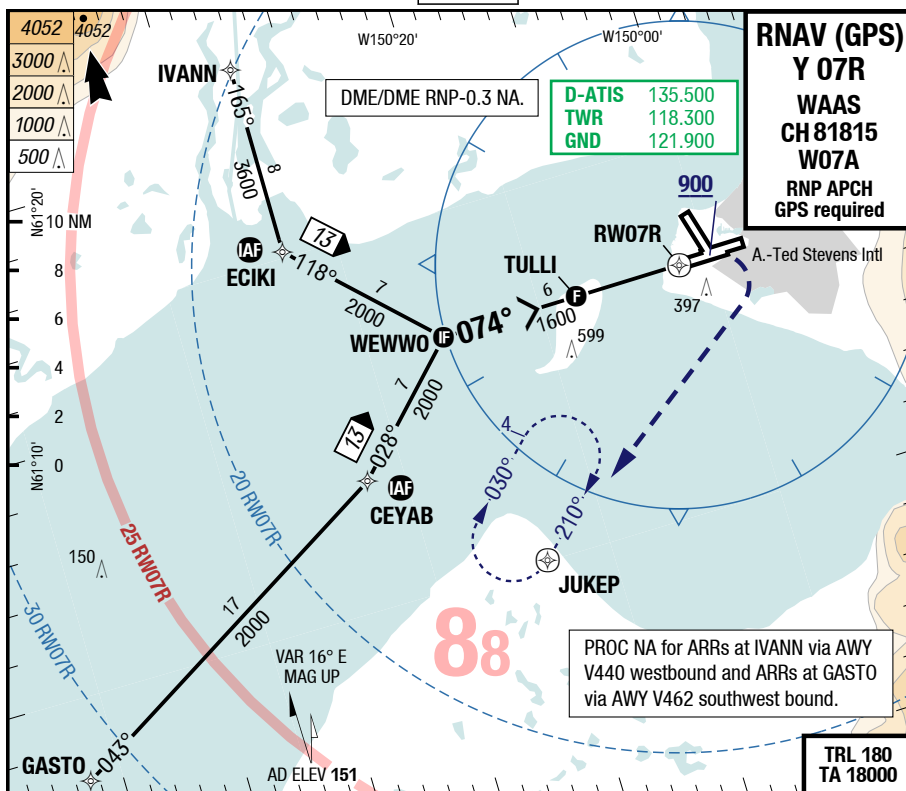 4052
4052
3000
2000
1000
500
W150°20'
W150°00'
RNAV (GPS)
Y 07R
WAAS
CH 81815
W07A
RNP APCH
GPS required
DME/DME RNP-0.3 NA.
D-ATIS 135.500
TWR 118.300
GND 121.900
IVANN
165°
8
3600
N61°20'
10 NM
8
6
4
2
0
N61°10'
IAF
ECIKI
13
118°
7
2000
WEWWO
IF
074°
6
1600
TULLI
F
RW07R
900
A.-Ted Stevens Intl
397
599
7
2000
13
028°
IAF
CEYAB
4
030°
210°
JUKEP
20 RW07R
25 RW07R
30 RW07R
150
17
2000
043°
GASTO
88
VAR 16° E
MAG UP
AD ELEV 151
PROC NA for ARRs at IVANN via AWY
V440 westbound and ARRs at GASTO
via AWY V462 southwest bound.
TRL 180
TA 18000